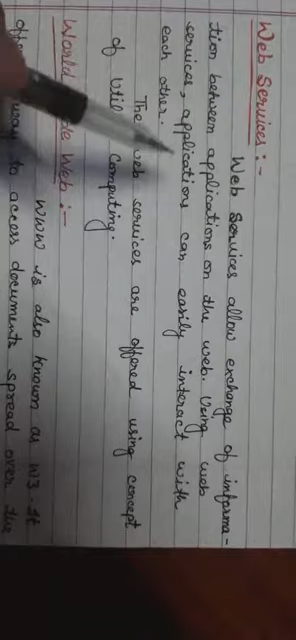 Web Services:-
Web Services allow exchange of informa-
tion between applications on the web. Using web
services, applications can easily interact with
each other.
The web services are offered using concept
of Util Computing.
World de Web:-
WWW is also known as W3. It
offers way to access documents spread over the